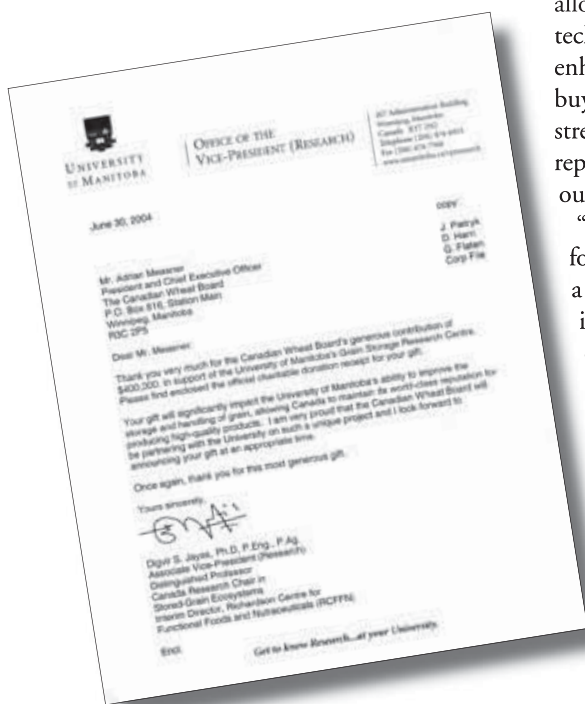 UNIVERSITY
OF MANITOBA
OFFICE OF THE
VICE-PRESIDENT (RESEARCH)
Administration Building
Winnipeg, Manitoba
Canada R3T 2N2
June 30, 2004
copy:
J. Patryk
D. Harri
G. Flaten
Corp File
Mr. Adrian Measner
President and Chief Executive Officer
The Canadian Wheat Board
P.O. Box 816, Station Main
Winnipeg, Manitoba
R3C 2P5
Dear Mr. Measner:
Thank you very much for the Canadian Wheat Board's generous contribution of
$400,000, in support of the University of Manitoba's Grain Storage Research Centre.
Please find enclosed the official charitable donation receipt for your gift.
Your gift will significantly impact the University of Manitoba's ability to improve the
storage and handling of grain, allowing Canada to maintain its world-class reputation for
producing high-quality products. I am very proud that the Canadian Wheat Board will
be partnering with the University on such a unique project and I look forward to
announcing your gift at an appropriate time.
Once again, thank you for this most generous gift.
Yours sincerely,
Digvir S. Jayas, Ph.D, P.Eng., P.Ag.
Associate Vice-President (Research)
Distinguished Professor
Canada Research Chair in
Stored-Grain Ecosystems
Interim Director, Richardson Centre for
Functional Foods and Nutraceuticals (RCFFN)
Encl.
Get to know Research...at your University.
allo
tech
enh
buy
stre
rep
ou
“
fo
a
i